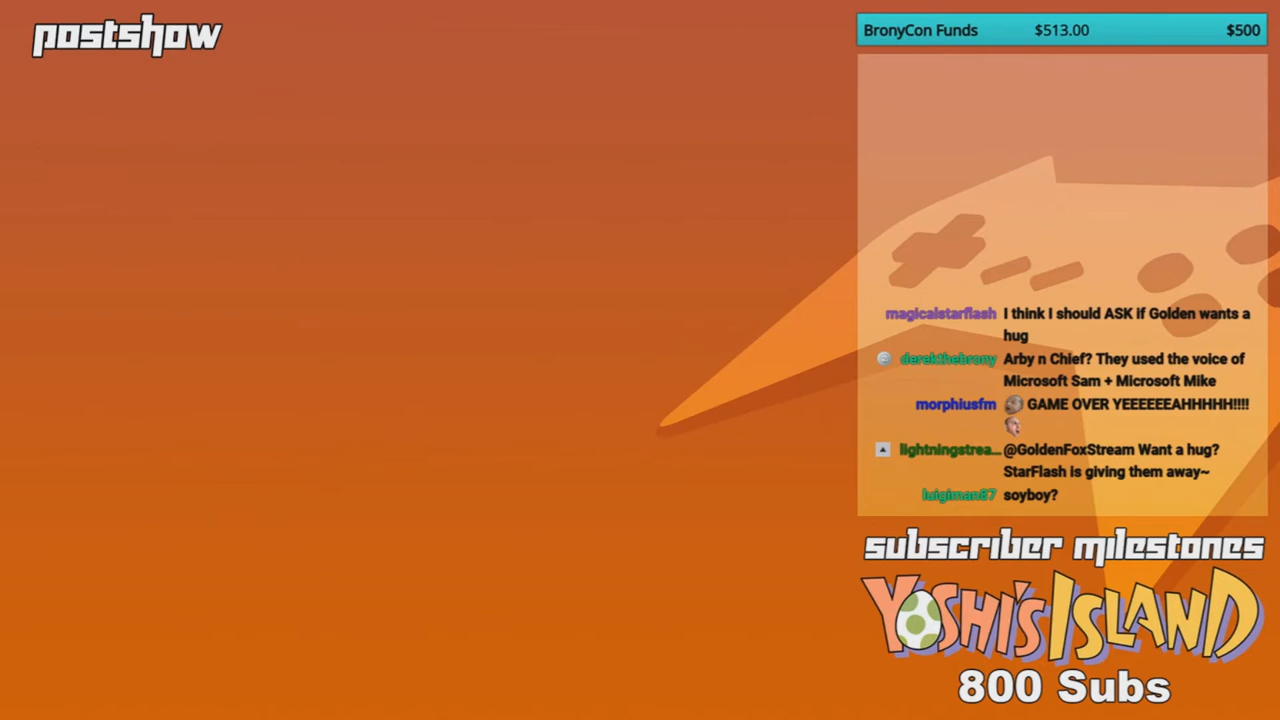 postshow
BronyCon Funds $513.00 $500
magicalstarflash I think I should ASK if Golden wants a
hug
derekthebrony Arby n Chief? They used the voice of
Microsoft Sam + Microsoft Mike
morphiusfm GAME OVER YEEEEEEAHHHHH!!!!
lightningstrea... @GoldenFoxStream Want a hug?
StarFlash is giving them away~
luigiman87 soyboy?
subscriber milestones
YOSHI'S ISLAND
800 Subs